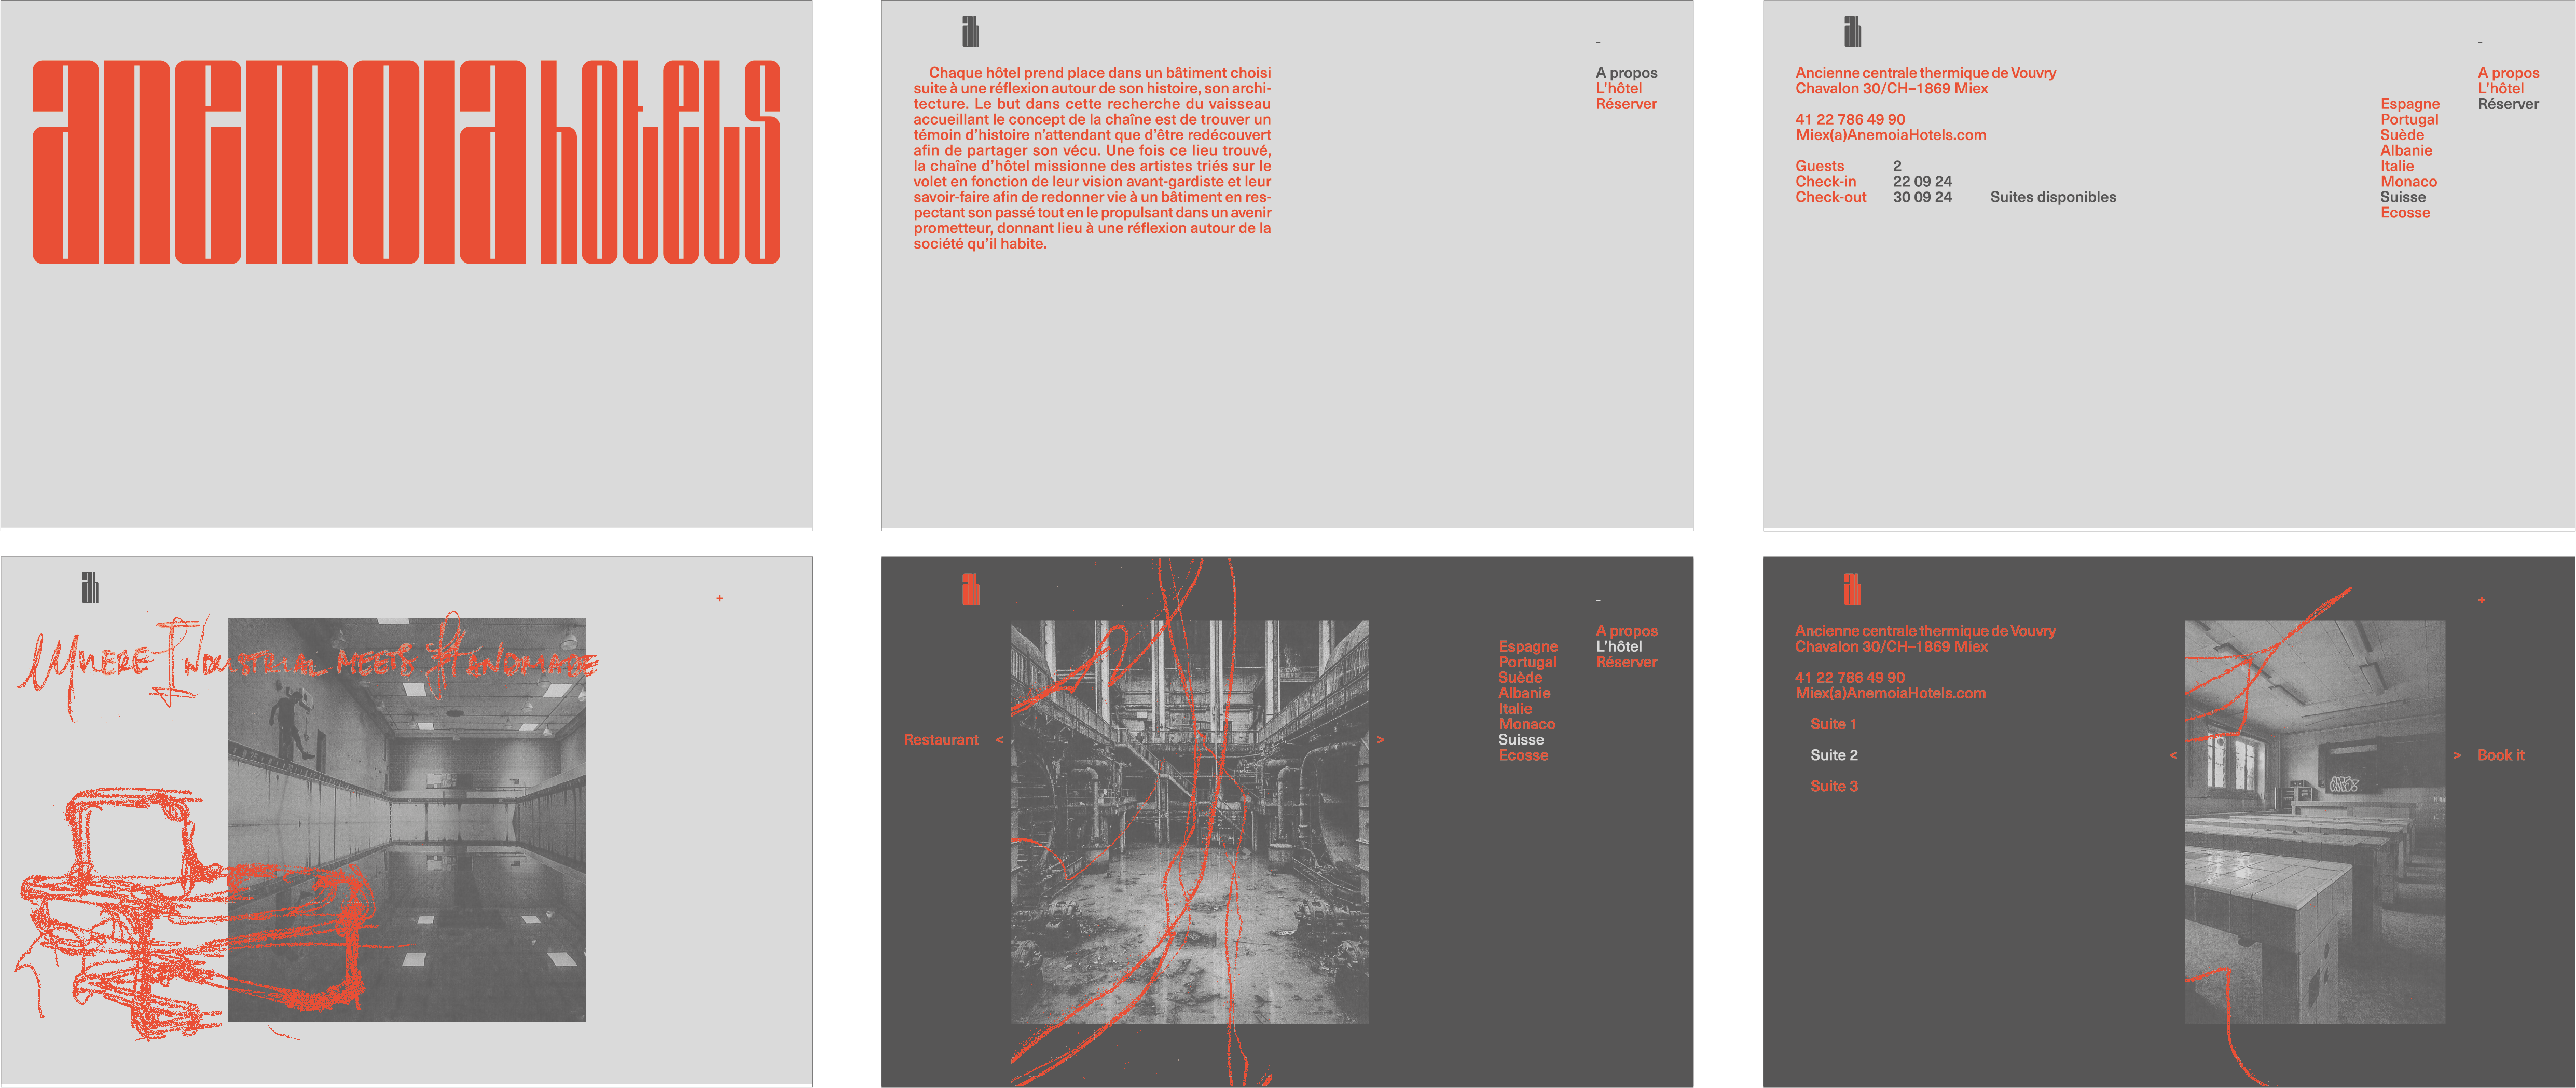 anemoia hotels
ah
-
Chaque hôtel prend place dans un bâtiment choisi
suite à une réflexion autour de son histoire, son archi-
tecture. Le but dans cette recherche du vaisseau
accueillant le concept de la chaîne est de trouver un
témoin d'histoire n'attendant que d'être redécouvert
afin de partager son vécu. Une fois ce lieu trouvé,
la chaîne d'hôtel missionne des artistes triés sur le
volet en fonction de leur vision avant-gardiste et leur
savoir-faire afin de redonner vie à un bâtiment en res-
pectant son passé tout en le propulsant dans un avenir
prometteur, donnant lieu à une réflexion autour de la
société qu'il habite.
A propos
L'hôtel
Réserver
ah
-
Ancienne centrale thermique de Vouvry
Chavalon 30/CH–1869 Miex
41 22 786 49 90
Miex(a)AnemoiaHotels.com
Guests 2
Check-in 22 09 24
Check-out 30 09 24 Suites disponibles
Espagne
Portugal
Suède
Albanie
Italie
Monaco
Suisse
Ecosse
A propos
L'hôtel
Réserver
ah
+
Where Industrial meets Handmade
ah
-
Restaurant < >
Espagne
Portugal
Suède
Albanie
Italie
Monaco
Suisse
Ecosse
A propos
L'hôtel
Réserver
ah
+
Ancienne centrale thermique de Vouvry
Chavalon 30/CH–1869 Miex
41 22 786 49 90
Miex(a)AnemoiaHotels.com
Suite 1
Suite 2
Suite 3
< > Book it